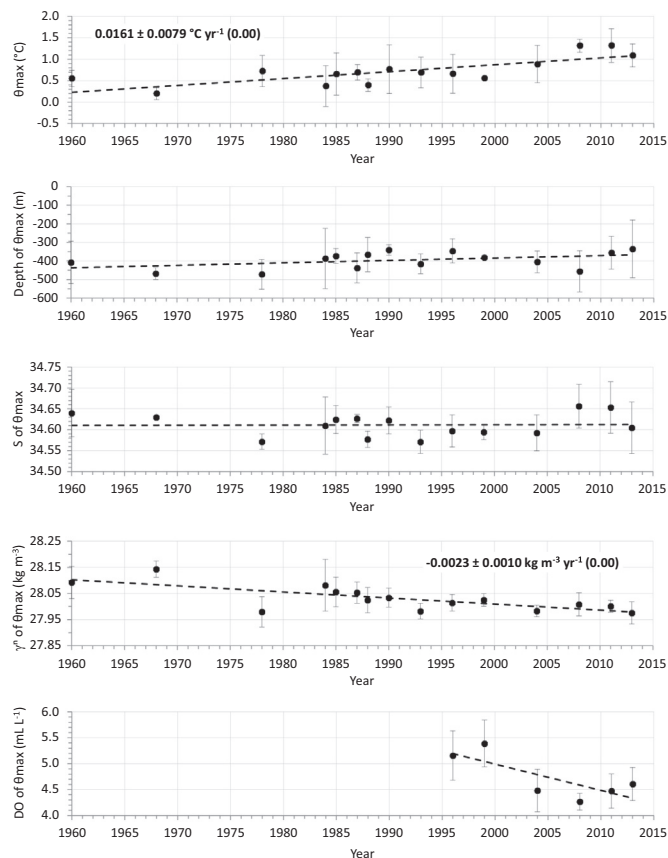 2.0
0.0161 ± 0.0079 °C yr⁻¹ (0.00)
1.5
1.0
0.5
0.0
-0.5
θmax (°C)
1960 1965 1970 1975 1980 1985 1990 1995 2000 2005 2010 2015
Year
0
-100
-200
-300
-400
-500
-600
Depth of θmax (m)
1960 1965 1970 1975 1980 1985 1990 1995 2000 2005 2010 2015
Year
34.75
34.70
34.65
34.60
34.55
34.50
S of θmax
1960 1965 1970 1975 1980 1985 1990 1995 2000 2005 2010 2015
Year
28.25
-0.0023 ± 0.0010 kg m⁻³ yr⁻¹ (0.00)
28.15
28.05
27.95
27.85
γⁿ of θmax (kg m⁻³)
1960 1965 1970 1975 1980 1985 1990 1995 2000 2005 2010 2015
Year
6.0
5.5
5.0
4.5
4.0
DO of θmax (mL L⁻¹)
1960 1965 1970 1975 1980 1985 1990 1995 2000 2005 2010 2015
Year